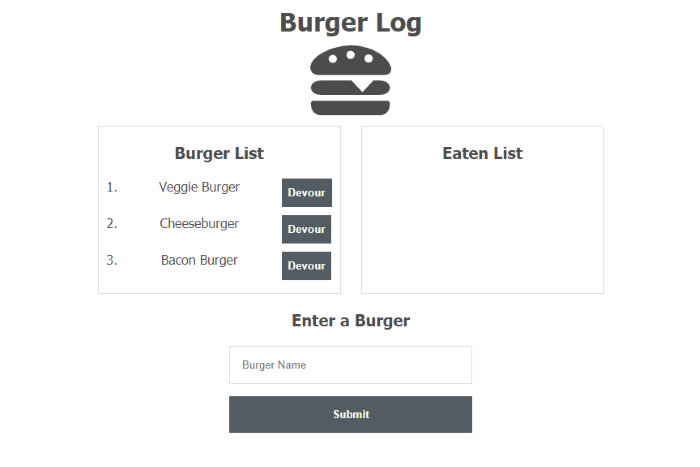 Burger Log
Burger List
1. Veggie Burger Devour
2. Cheeseburger Devour
3. Bacon Burger Devour
Eaten List
Enter a Burger
Burger Name
Submit